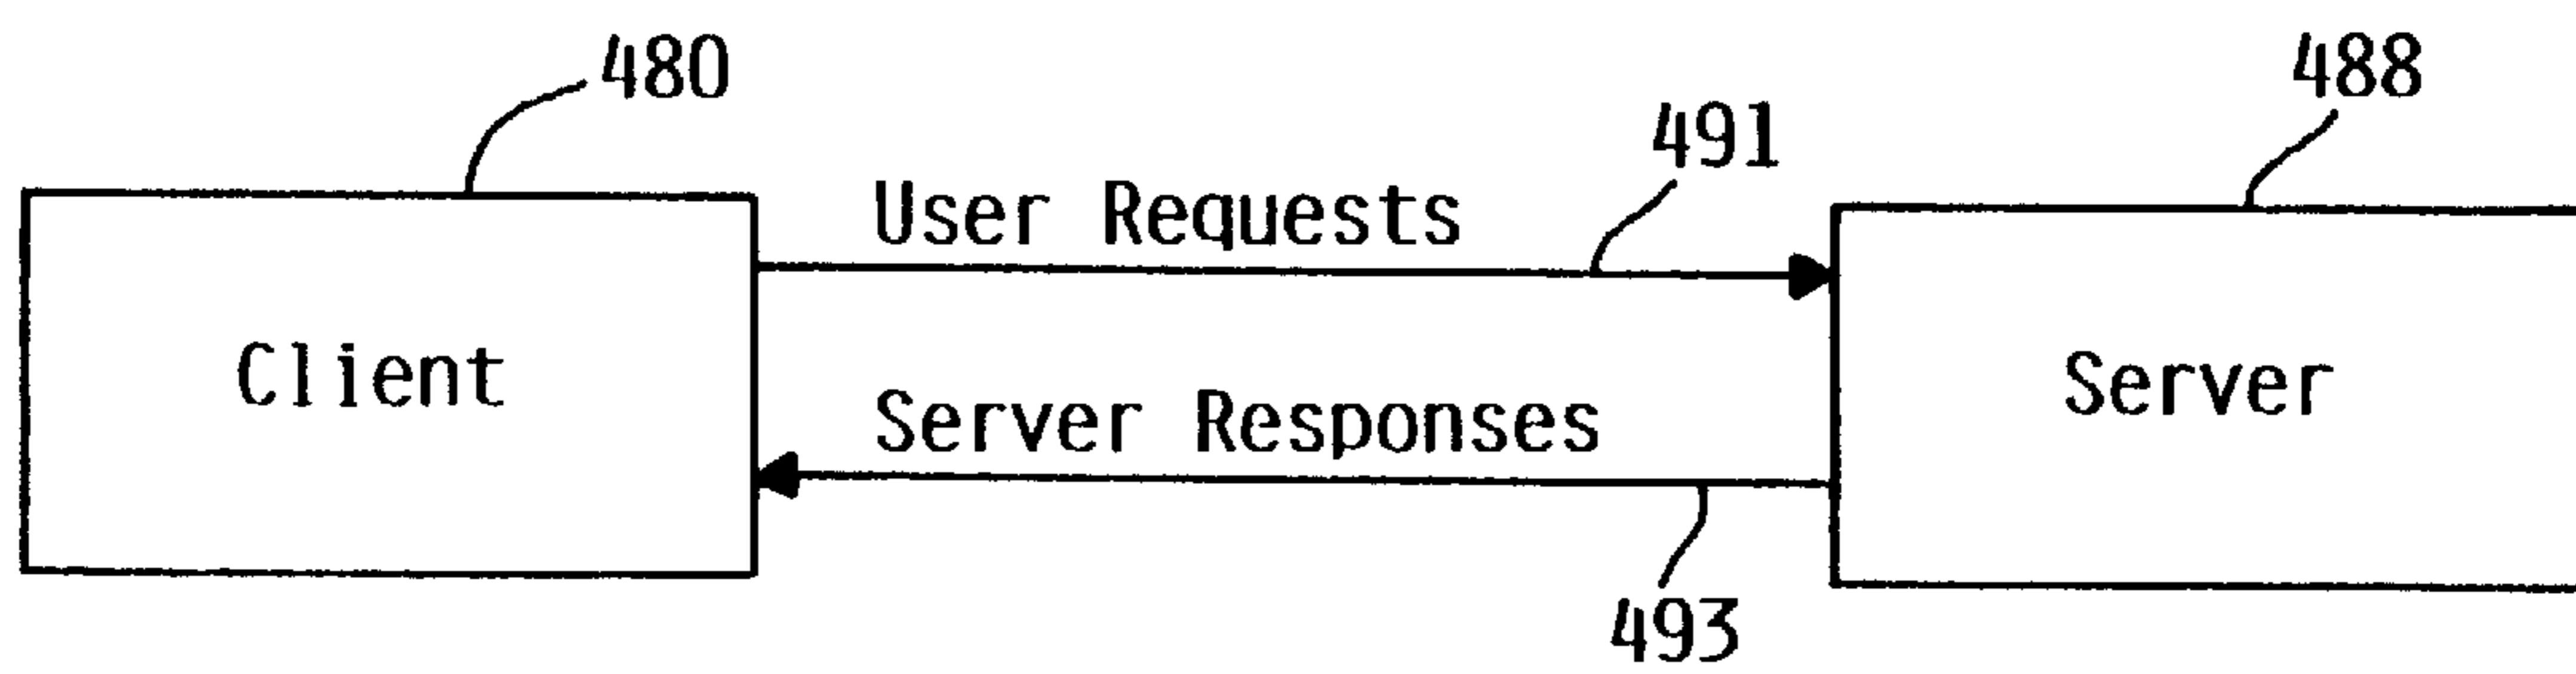 480
488
491
User Requests
Client
Server
Server Responses
493